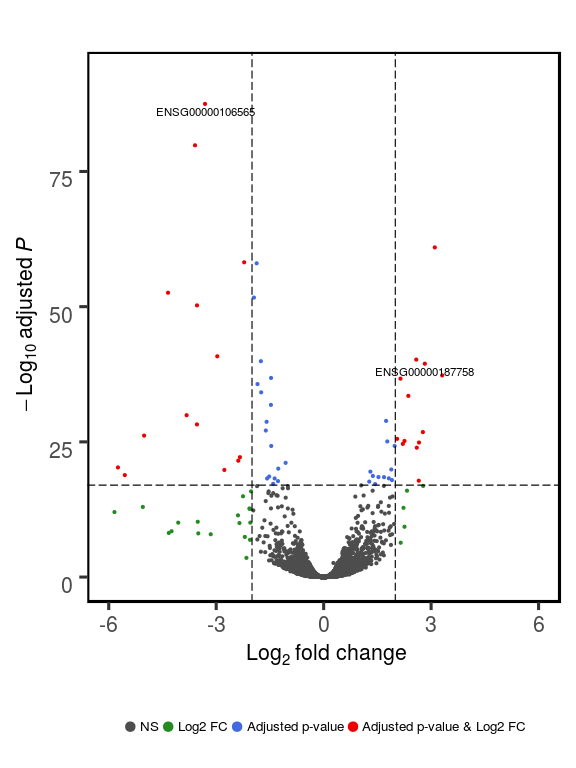 ENSG00000106565
ENSG00000187758
75
50
25
0
– Log10 adjusted P
-6 -3 0 3 6
Log2 fold change
NS Log2 FC Adjusted p-value Adjusted p-value & Log2 FC